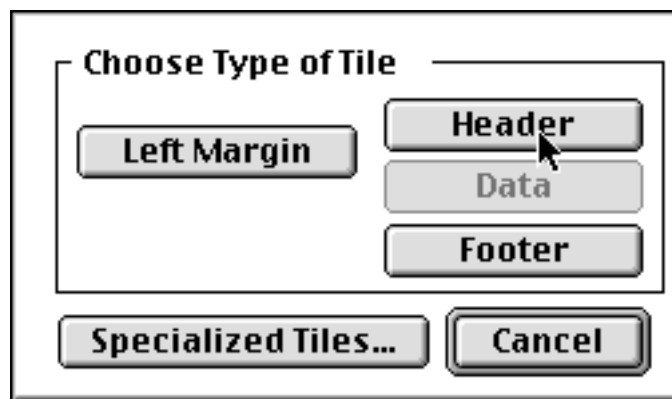 Choose Type of Tile
Left Margin
Header
Data
Footer
Specialized Tiles...
Cancel